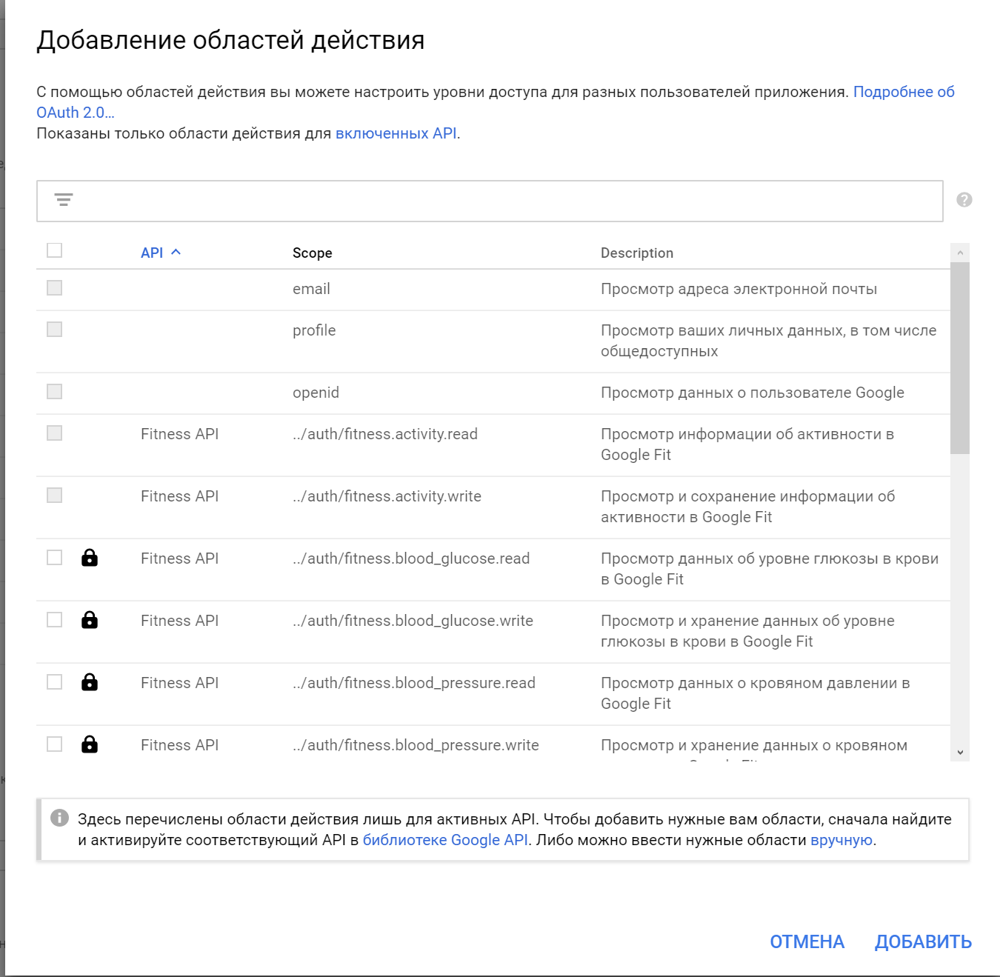 Добавление областей действия
С помощью областей действия вы можете настроить уровни доступа для разных пользователей приложения. Подробнее об
OAuth 2.0...
Показаны только области действия для включенных API.
API Scope Description
email Просмотр адреса электронной почты
profile Просмотр ваших личных данных, в том числе
общедоступных
openid Просмотр данных о пользователе Google
Fitness API ../auth/fitness.activity.read Просмотр информации об активности в
Google Fit
Fitness API ../auth/fitness.activity.write Просмотр и сохранение информации об
активности в Google Fit
Fitness API ../auth/fitness.blood_glucose.read Просмотр данных об уровне глюкозы в крови
в Google Fit
Fitness API ../auth/fitness.blood_glucose.write Просмотр и хранение данных об уровне
глюкозы в крови в Google Fit
Fitness API ../auth/fitness.blood_pressure.read Просмотр данных о кровяном давлении в
Google Fit
Fitness API ../auth/fitness.blood_pressure.write Просмотр и хранение данных о кровяном
Здесь перечислены области действия лишь для активных API. Чтобы добавить нужные вам области, сначала найдите
и активируйте соответствующий API в библиотеке Google API. Либо можно ввести нужные области вручную.
ОТМЕНА ДОБАВИТЬ